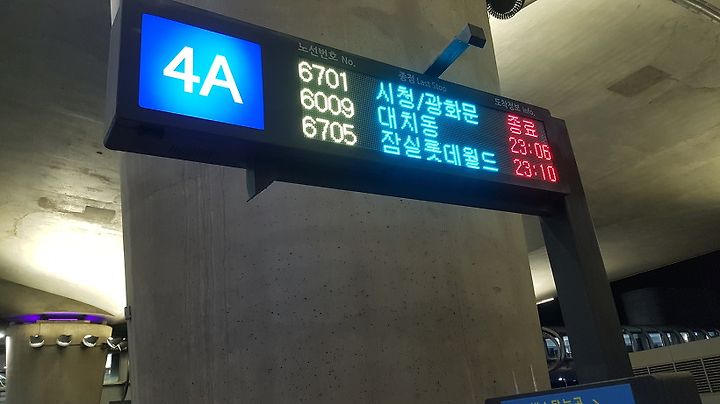 4A
노선번호 No. 종점 Last Stop 도착정보 Info.
6701 시청/광화문 종료
6009 대치동 23:06
6705 잠실롯데월드 23:10